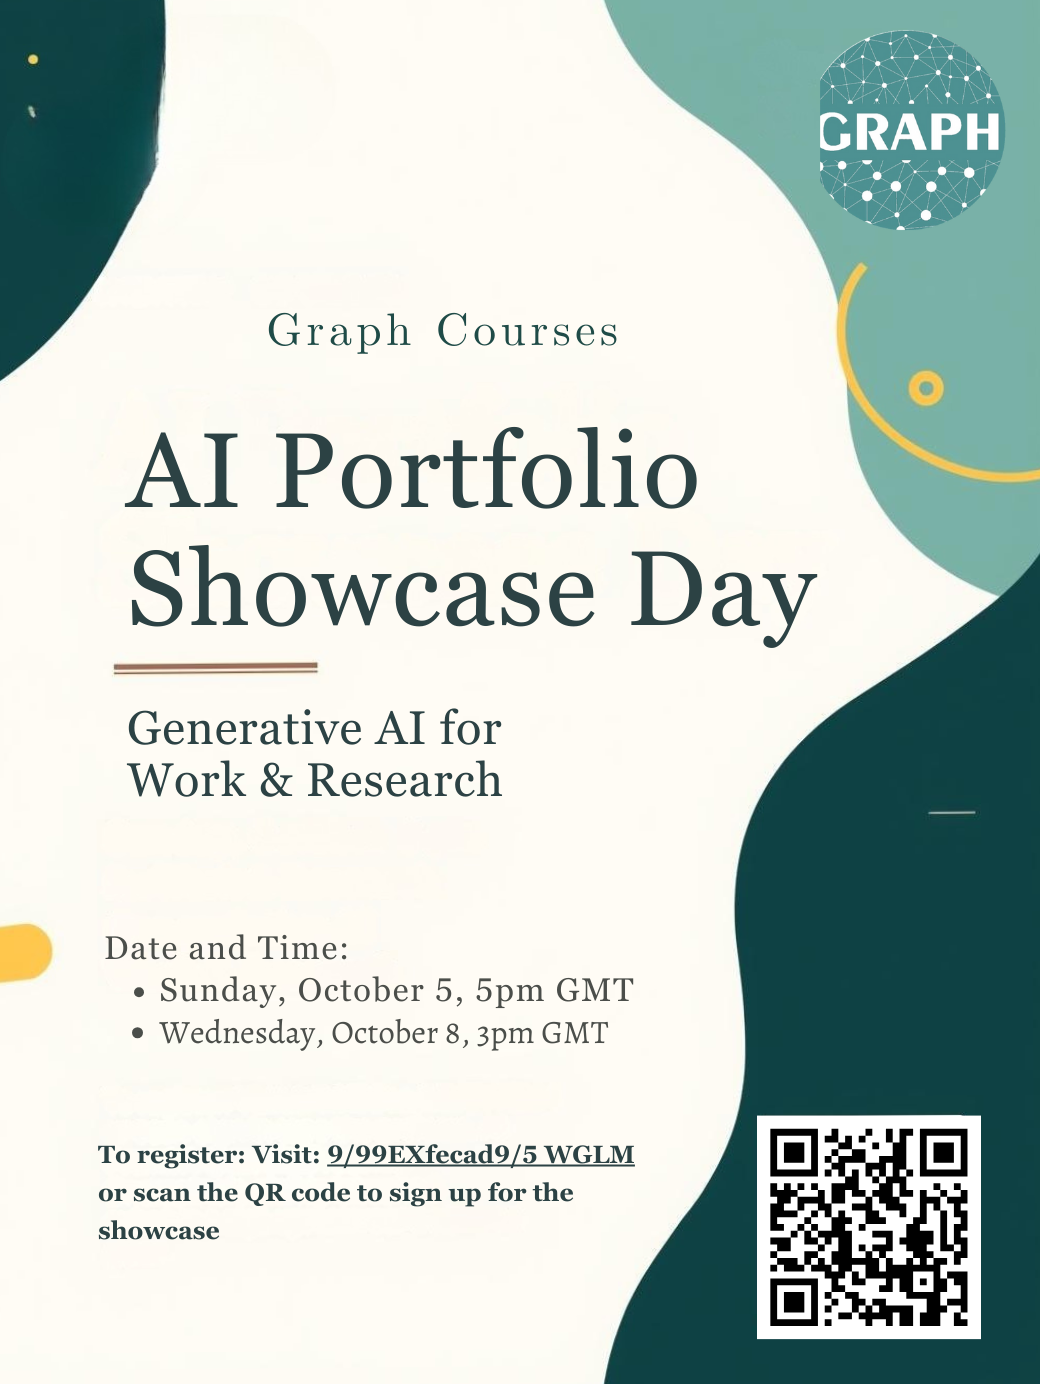 GRAPH
Graph Courses
AI Portfolio
Showcase Day
Generative AI for
Work & Research
Date and Time:
• Sunday, October 5, 5pm GMT
• Wednesday, October 8, 3pm GMT
To register: Visit: 9/99EXfecad9/5 WGLM
or scan the QR code to sign up for the
showcase